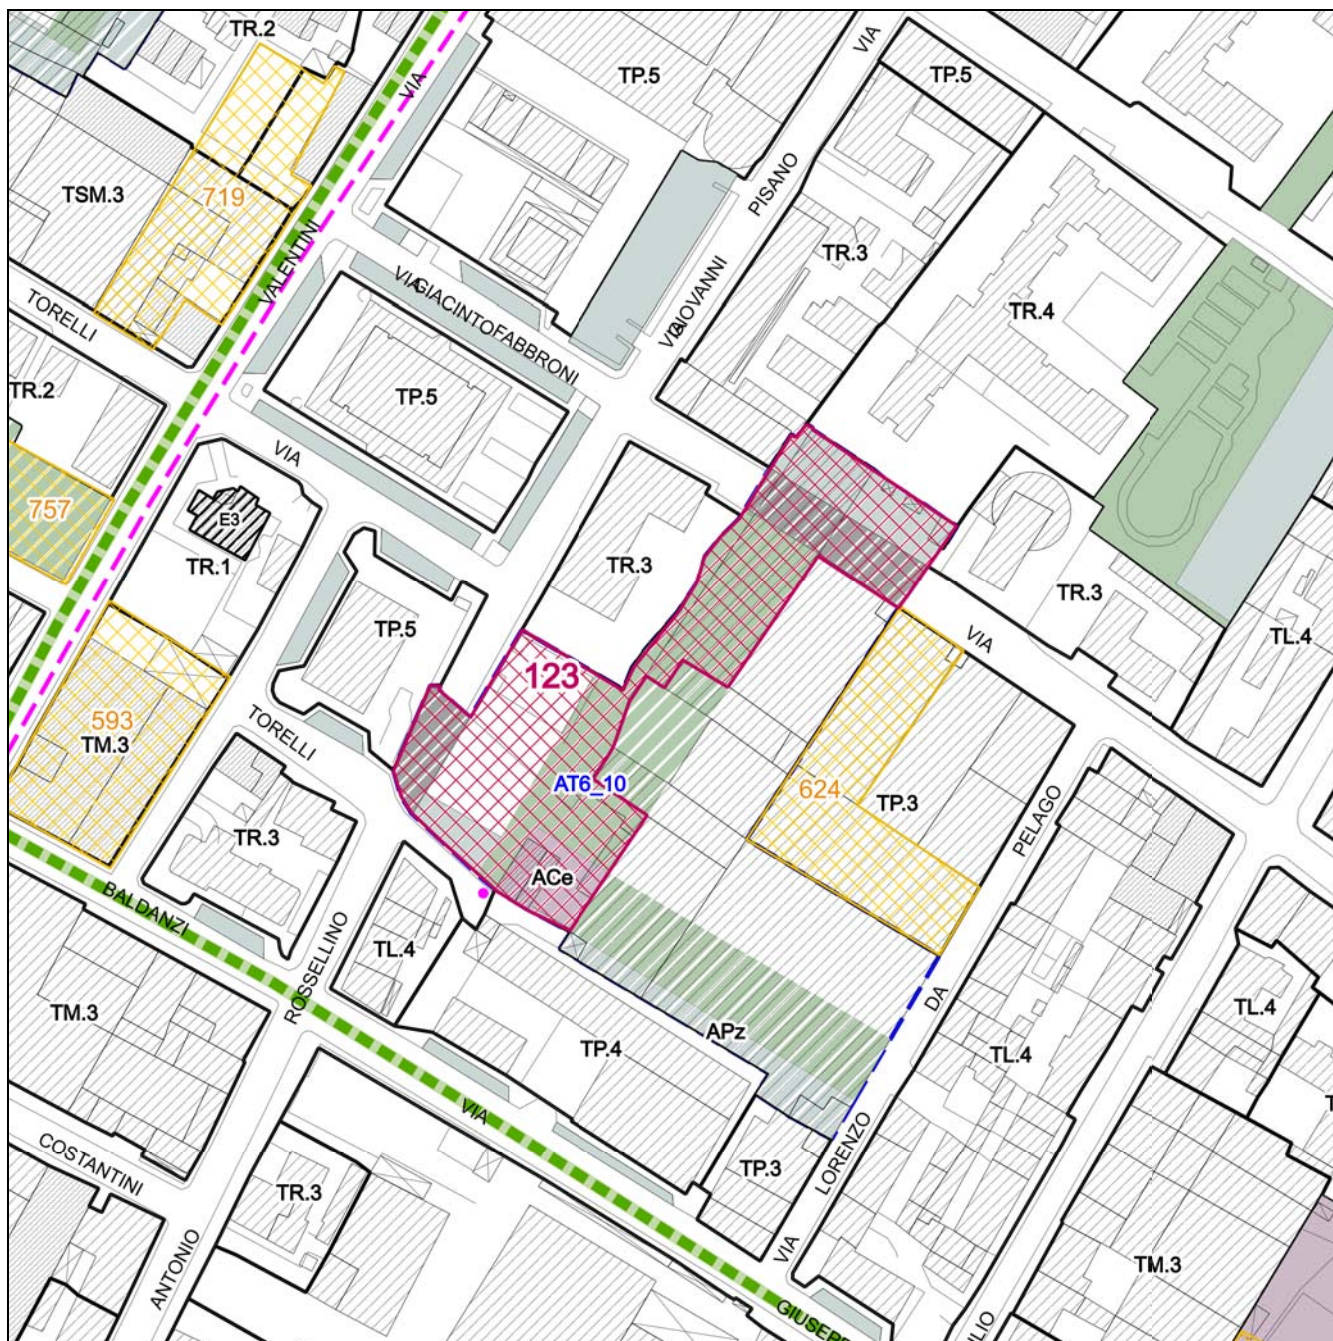 TR.2
VIA
TP.5
VIA
TP.5
TSM.3
719
PISANO
VALENTINI
TR.3
TORELLI
VIA GIACINTO FABBRONI
VIA GIOVANNI
TR.4
TR.2
TP.5
VIA
757
E3
TR.1
TR.3
TR.3
TP.5
VIA
TL.4
123
593
TM.3
TORELLI
AT6_10
624
TP.3
PELAGO
TR.3
ACe
BALDANZI
TL.4
ROSSELLINO
DA
TM.3
APz
TL.4
TP.4
TL.4
VIA
COSTANTINI
LORENZO
TP.3
TR.3
ANTONIO
VIA
TM.3
GIUSEPP